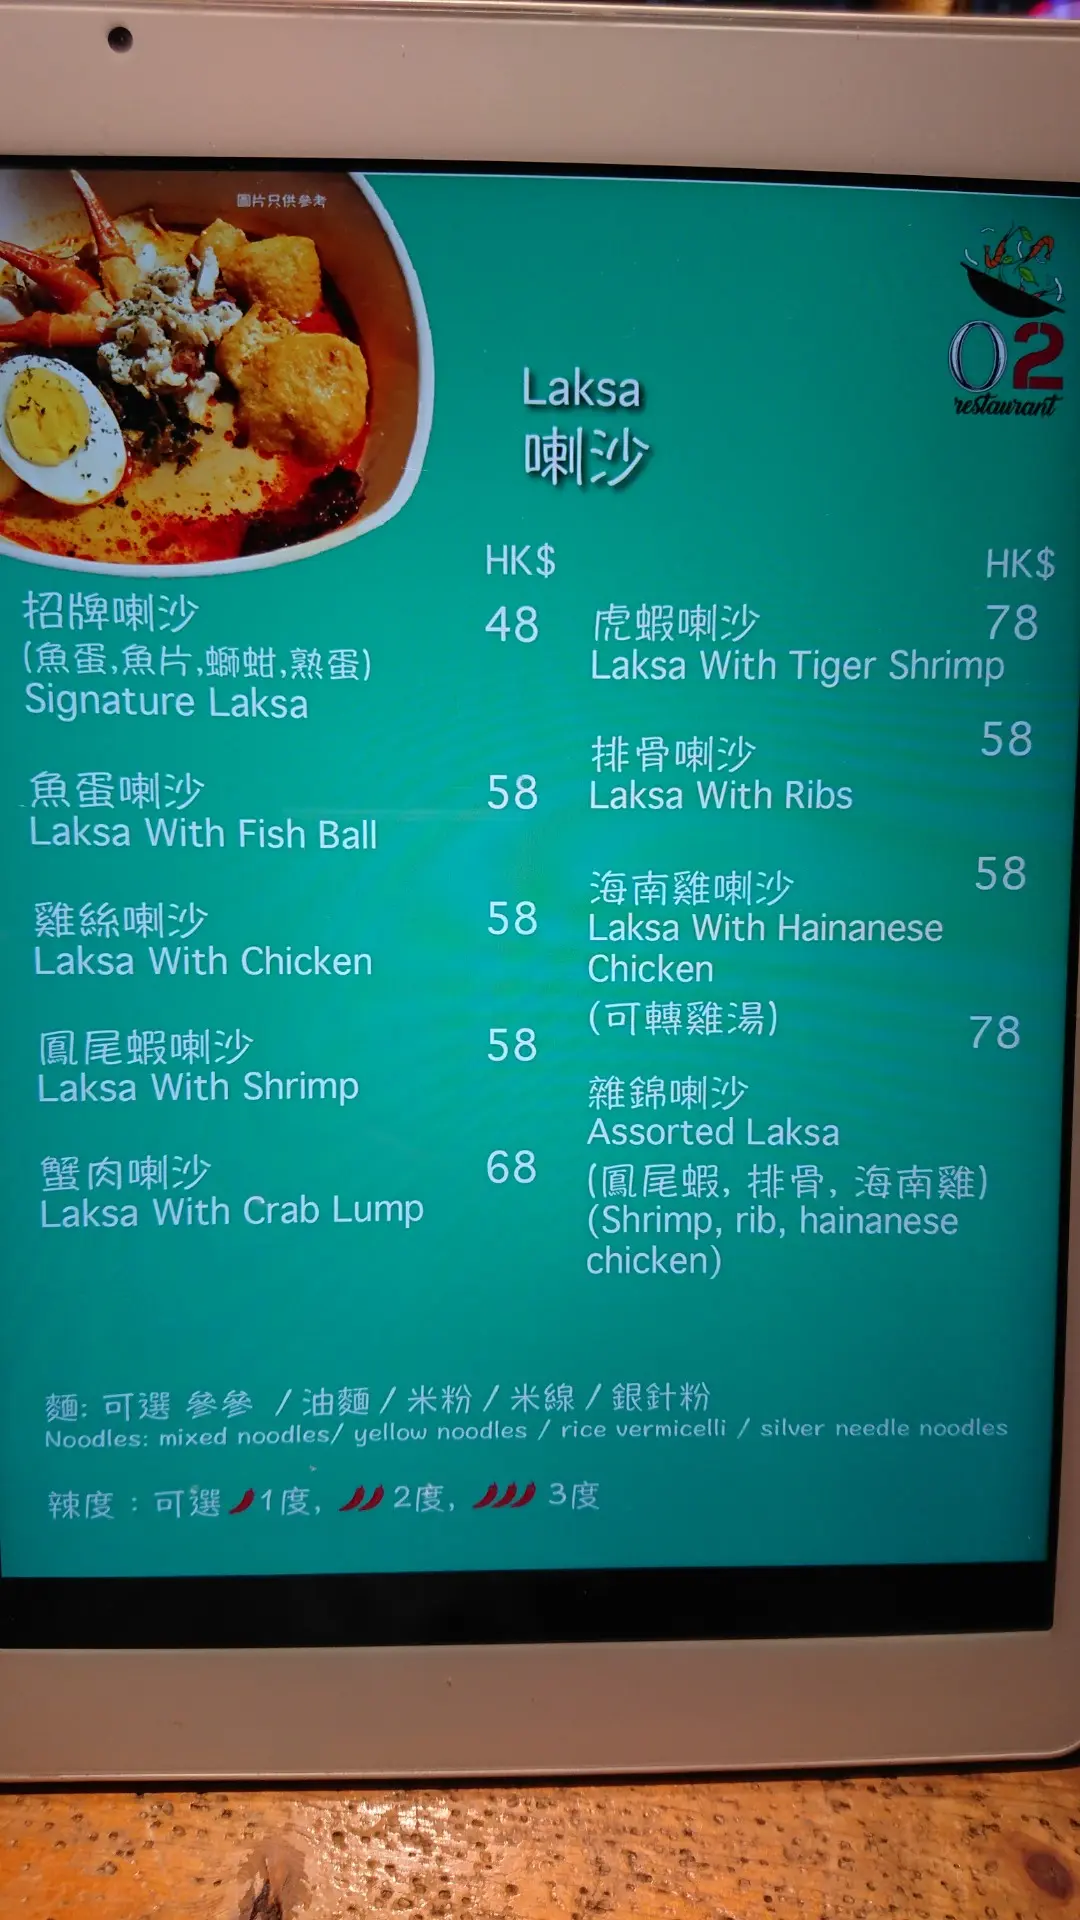 圖片只供參考
O2
restaurant
Laksa
喇沙
HK$
招牌喇沙 48
(魚蛋,魚片,螄蚶,熟蛋)
Signature Laksa
魚蛋喇沙 58
Laksa With Fish Ball
雞絲喇沙 58
Laksa With Chicken
鳳尾蝦喇沙 58
Laksa With Shrimp
蟹肉喇沙 68
Laksa With Crab Lump
HK$
虎蝦喇沙 78
Laksa With Tiger Shrimp
排骨喇沙 58
Laksa With Ribs
海南雞喇沙 58
Laksa With Hainanese
Chicken
(可轉雞湯)
78
雜錦喇沙
Assorted Laksa
(鳳尾蝦, 排骨, 海南雞)
(Shrimp, rib, hainanese
chicken)
麵: 可選 參參 / 油麵 / 米粉 / 米線 / 銀針粉
Noodles: mixed noodles/ yellow noodles / rice vermicelli / silver needle noodles
辣度：可選 1度, 2度, 3度